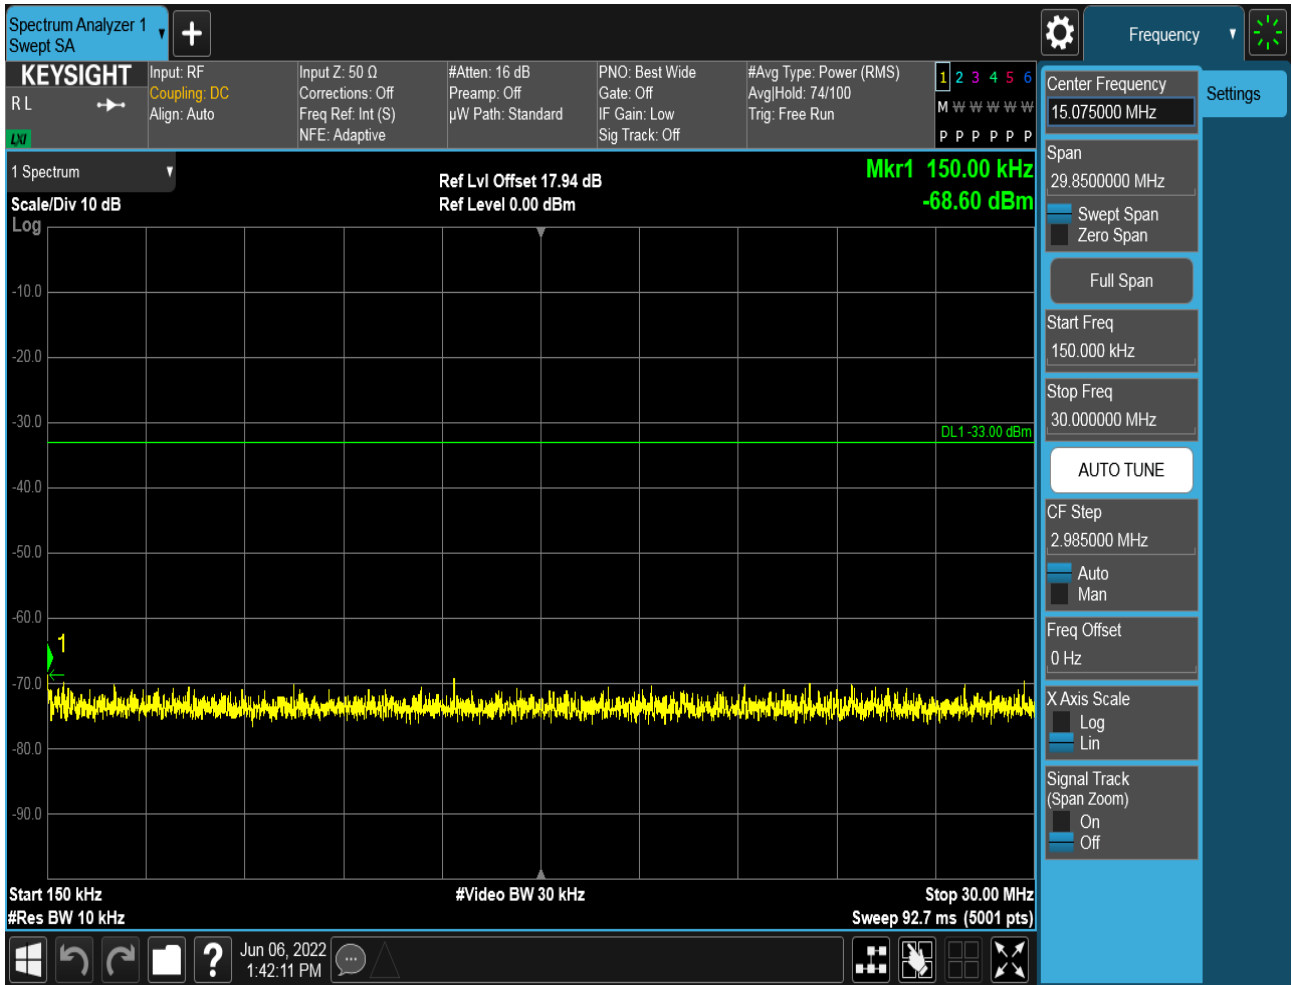 Spectrum Analyzer 1
Swept SA
+
Frequency
KEYSIGHT
R L
LXI
Input: RF
Coupling: DC
Align: Auto
Input Z: 50 Ω
Corrections: Off
Freq Ref: Int (S)
NFE: Adaptive
#Atten: 16 dB
Preamp: Off
µW Path: Standard
PNO: Best Wide
Gate: Off
IF Gain: Low
Sig Track: Off
#Avg Type: Power (RMS)
Avg|Hold: 74/100
Trig: Free Run
1 2 3 4 5 6
M W W W W W
P P P P P P
1 Spectrum
Scale/Div 10 dB
Log
Ref Lvl Offset 17.94 dB
Ref Level 0.00 dBm
Mkr1 150.00 kHz
-68.60 dBm
-10.0
-20.0
-30.0
DL1 -33.00 dBm
-40.0
-50.0
-60.0
1
-70.0
-80.0
-90.0
Start 150 kHz
#Video BW 30 kHz
Stop 30.00 MHz
#Res BW 10 kHz
Sweep 92.7 ms (5001 pts)
?
Jun 06, 2022
1:42:11 PM
Center Frequency
15.075000 MHz
Settings
Span
29.8500000 MHz
Swept Span
Zero Span
Full Span
Start Freq
150.000 kHz
Stop Freq
30.000000 MHz
AUTO TUNE
CF Step
2.985000 MHz
Auto
Man
Freq Offset
0 Hz
X Axis Scale
Log
Lin
Signal Track
(Span Zoom)
On
Off